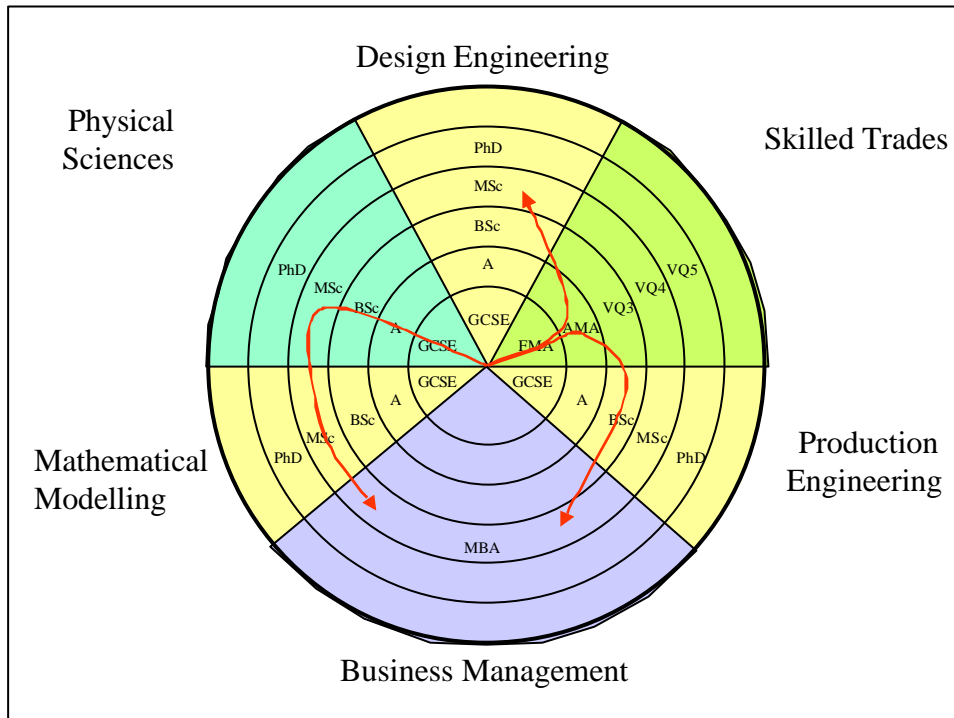 Design Engineering
Physical
Sciences
Skilled Trades
PhD
MSc
BSc
A
GCSE
PhD
MSc
BSc
A
GCSE
VQ5
VQ4
VQ3
AMA
FMA
GCSE
A
BSc
MSc
PhD
GCSE
A
BSc
MSc
PhD
Mathematical
Modelling
Production
Engineering
MBA
Business Management